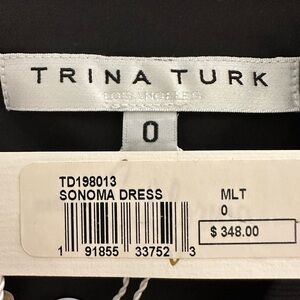 TRINA TURK
LOS ANGELES
0
TD198013
SONOMA DRESS
MLT
0
$ 348.00
1 91855 33752 3